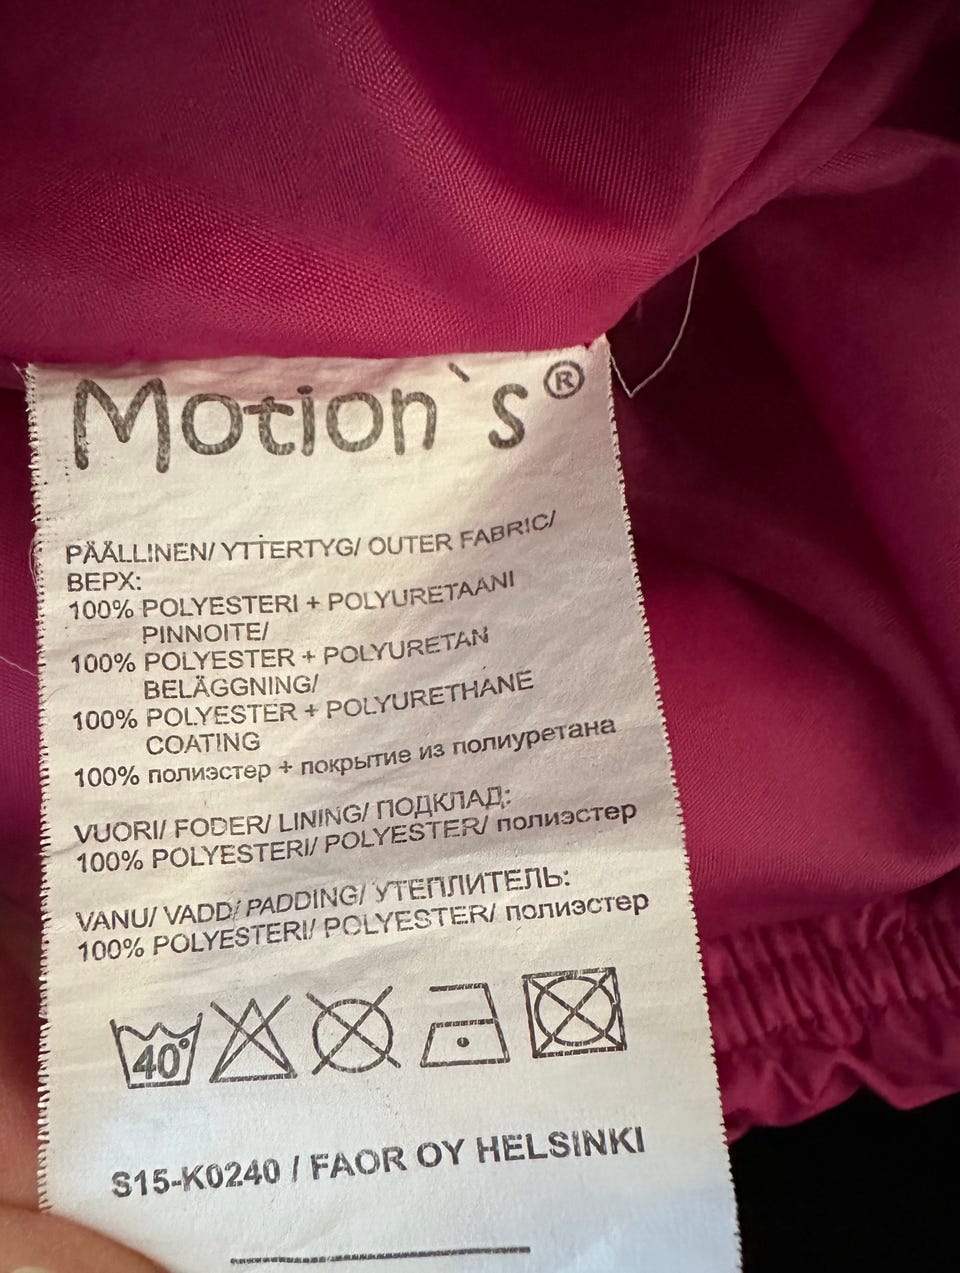 Motion`s®
PÄÄLLINEN/ YTTERTYG/ OUTER FABRIC/
ВЕРХ:
100% POLYESTERI + POLYURETAANI
PINNOITE/
100% POLYESTER + POLYURETAN
BELÄGGNING/
100% POLYESTER + POLYURETHANE
COATING
100% полиэстер + покрытие из полиуретана
VUORI/ FODER/ LINING/ ПОДКЛАД:
100% POLYESTERI/ POLYESTER/ полиэстер
VANU/ VADD/ PADDING/ УТЕПЛИТЕЛЬ:
100% POLYESTERI/ POLYESTER/ полиэстер
40°
S15-K0240 / FAOR OY HELSINKI